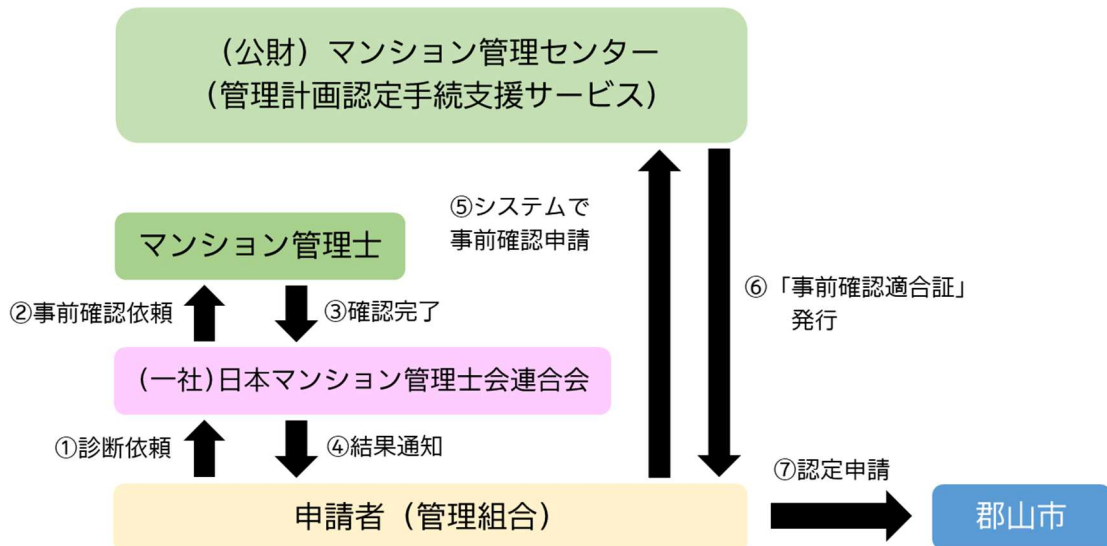 (公財) マンション管理センター
(管理計画認定手続支援サービス)
⑤システムで
事前確認申請
マンション管理士
⑥「事前確認適合証」
発行
②事前確認依頼
③確認完了
(一社)日本マンション管理士会連合会
①診断依頼
④結果通知
⑦認定申請
申請者 (管理組合)
郡山市